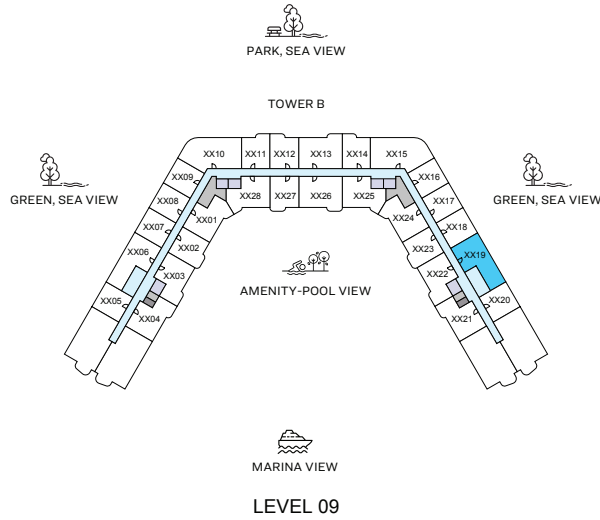 PARK, SEA VIEW
TOWER B
GREEN, SEA VIEW
GREEN, SEA VIEW
XX10
XX11
XX12
XX13
XX14
XX15
XX09
XX16
XX28
XX27
XX26
XX25
XX08
XX01
XX24
XX17
XX07
XX02
XX23
XX18
XX06
XX03
XX22
XX19
XX05
XX04
XX21
XX20
AMENITY-POOL VIEW
MARINA VIEW
LEVEL 09